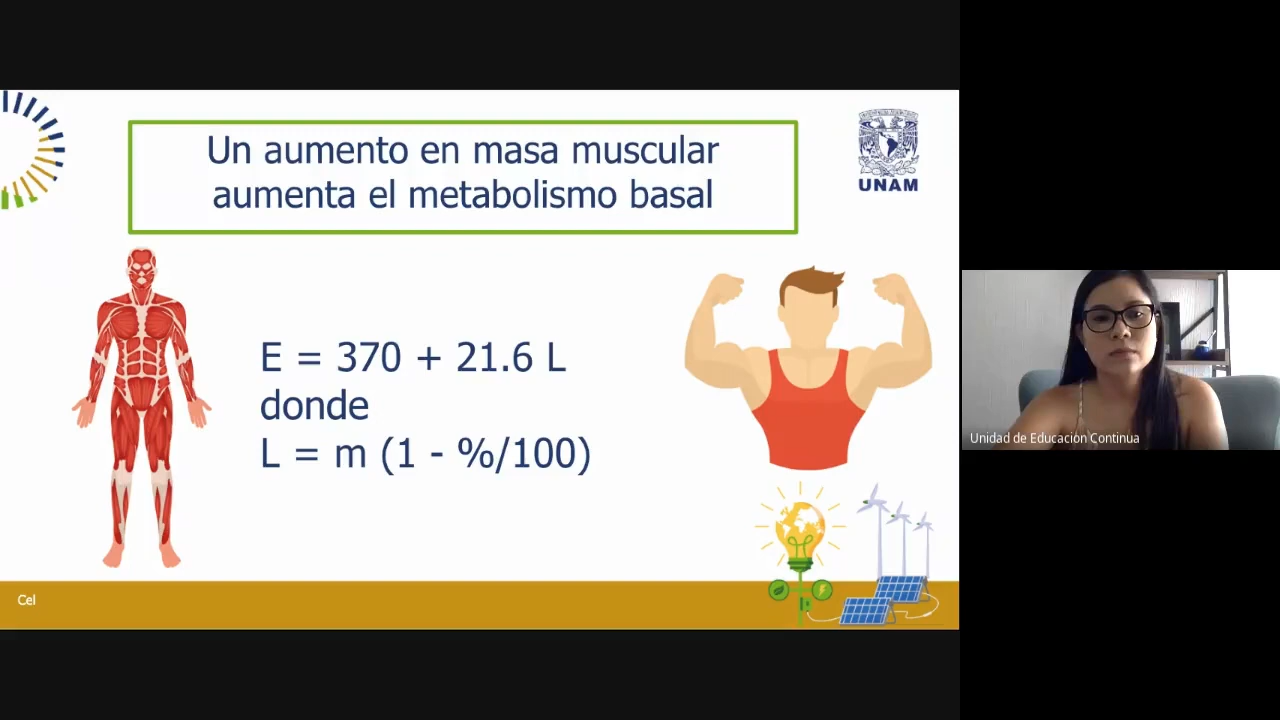 Un aumento en masa muscular
aumenta el metabolismo basal
UNAM
E = 370 + 21.6 L
donde
L = m (1 - %/100)
Cel
Unidad de Educación Continua